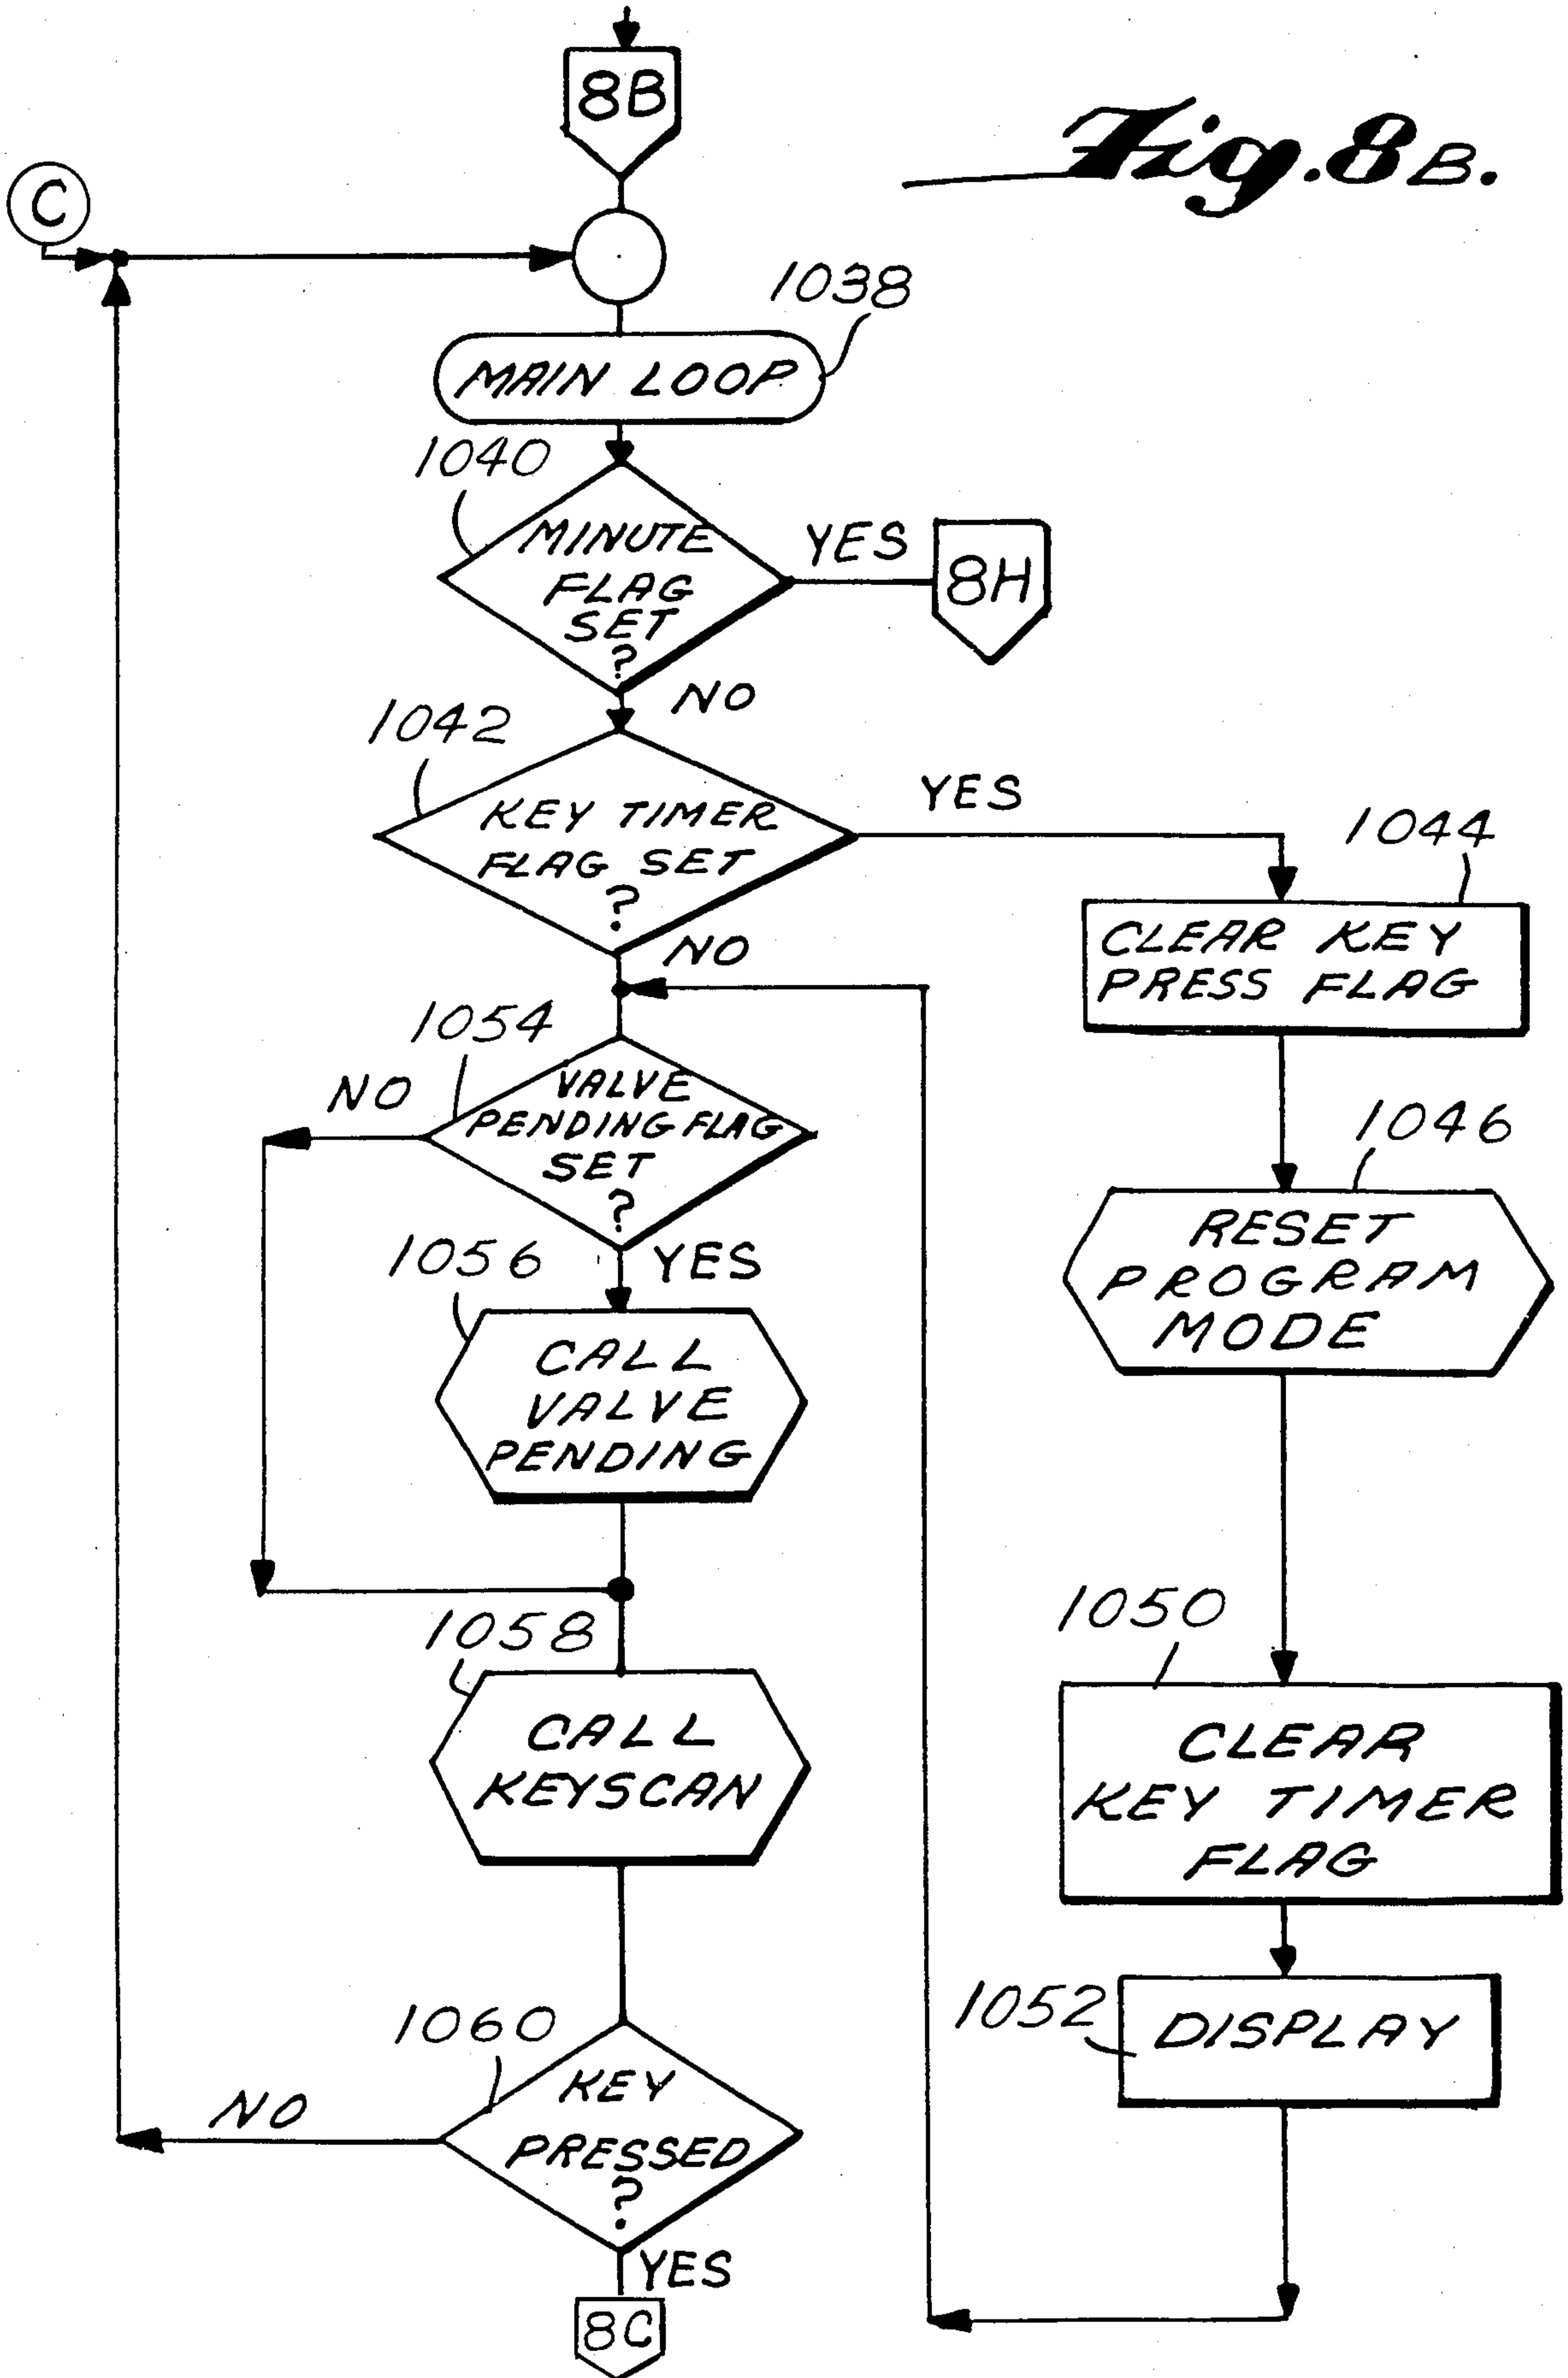 8B
Fig. 8B.
C
1038
MAIN LOOP
1040
MINUTE
FLAG
SET
?
YES
8H
NO
1042
KEY TIMER
FLAG SET
?
YES
1044
CLEAR KEY
PRESS FLAG
NO
1054
VALVE
PENDING FLAG
SET
?
NO
1046
RESET
PROGRAM
MODE
YES
1056
CALL
VALVE
PENDING
1058
CALL
KEYSCAN
1050
CLEAR
KEY TIMER
FLAG
1052
DISPLAY
1060
KEY
PRESSED
?
NO
YES
8C